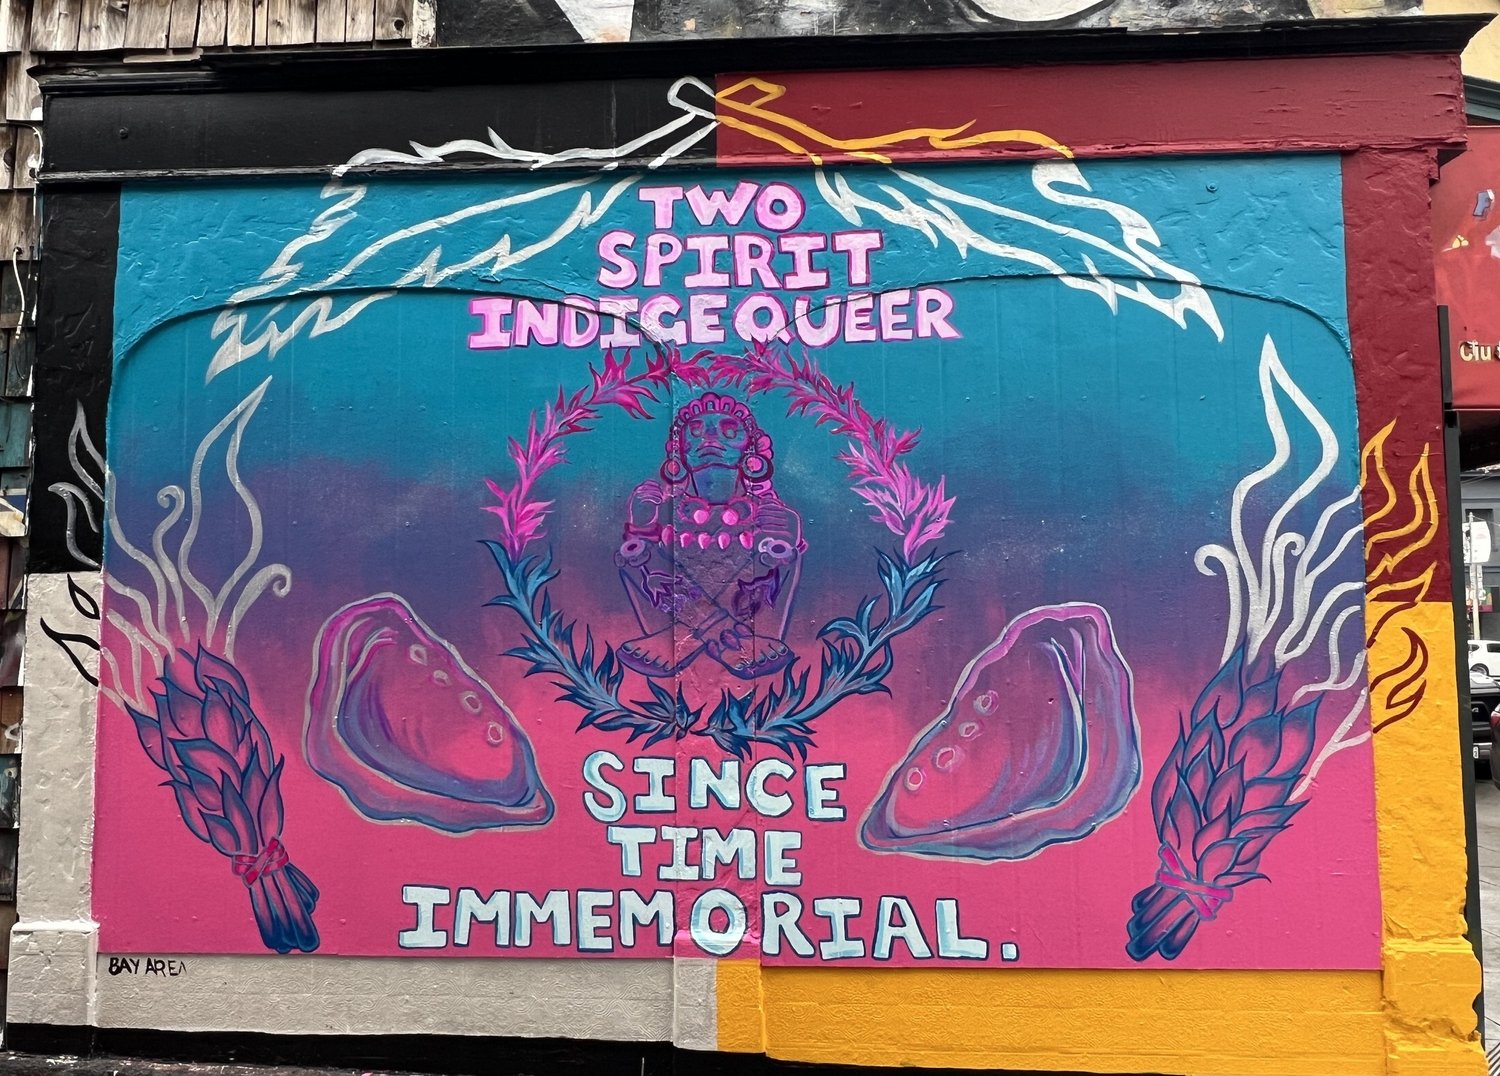 TWO
SPIRIT
INDIGEQUEER
SINCE
TIME
IMMEMORIAL.
BAY AREA